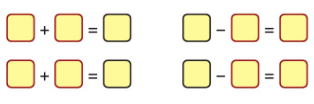 + = − =
+ = − =